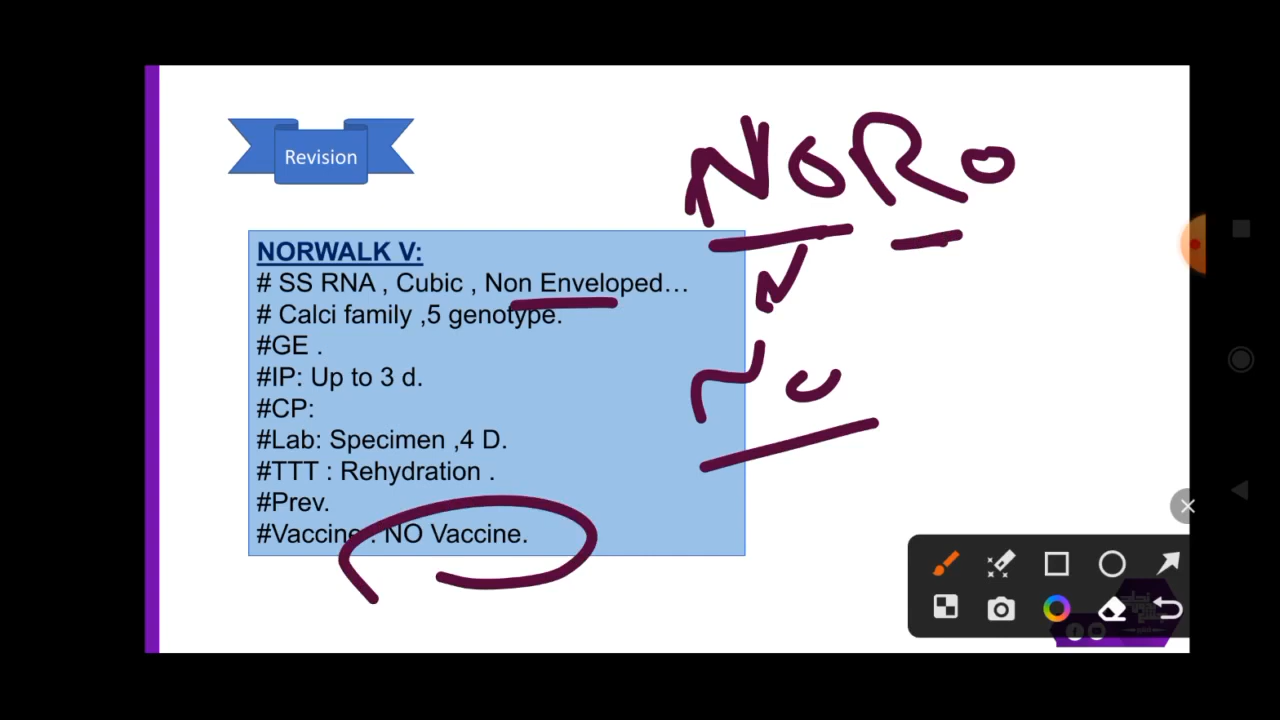 Revision
NORo
NORWALK V:
# SS RNA , Cubic , Non Enveloped...
N
# Calci family ,5 genotype.
#GE .
#IP: Up to 3 d.
No
#CP:
#Lab: Specimen ,4 D.
#TTT : Rehydration .
#Prev.
#Vaccine : NO Vaccine.